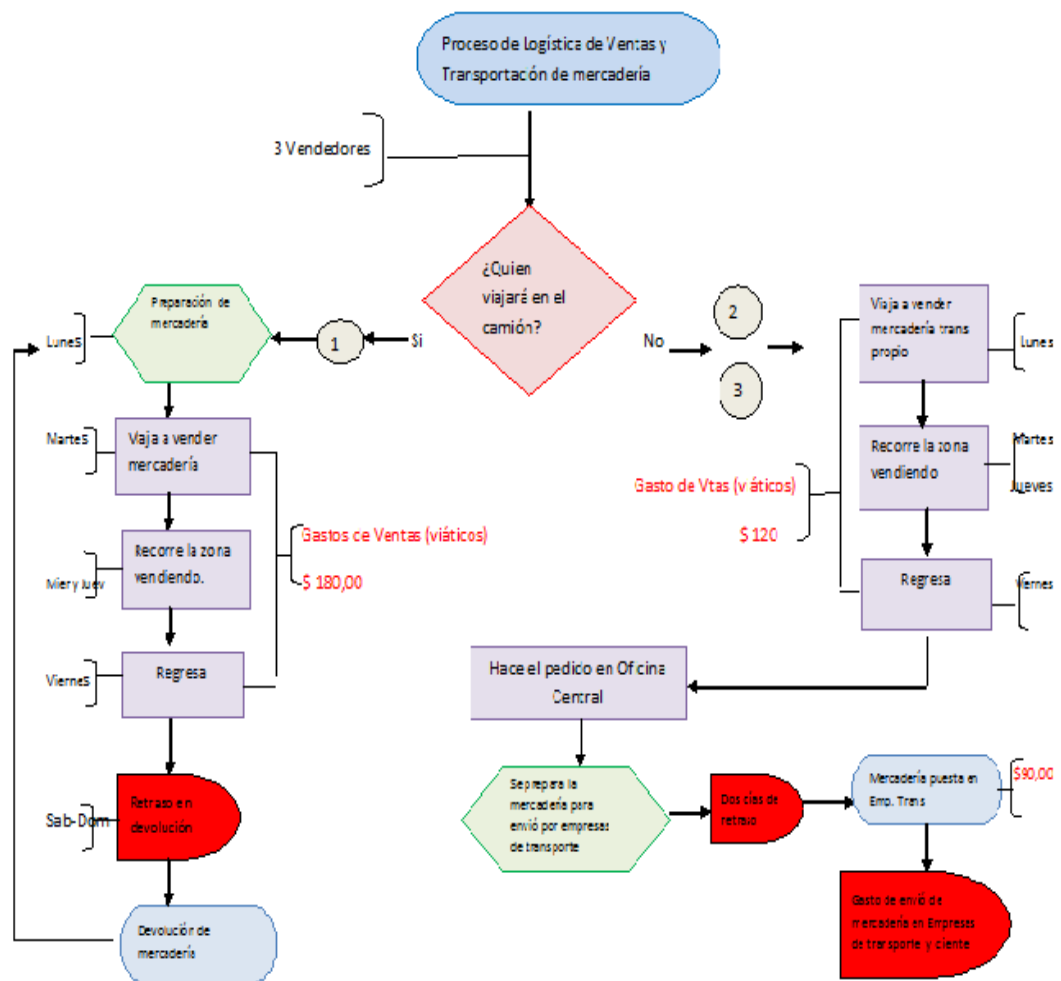 Proceso de Logística de Ventas y
Transportación de mercadería
3 Vendedores
¿Quien
viajará en el
camión?
Si
No
1
2
3
Preparación de
mercadería
Lunes
Viaja a vender
mercadería
Martes
Recorre la zona
vendiendo.
Mier y Juev
Regresa
Viernes
Gastos de Ventas (viáticos)
$ 180,00
Retraso en
devolución
Sab-Dom
Devolución de
mercadería
Viaja a vender
mercadería trans
propio
Lunes
Recorre la zona
vendiendo
Martes
Jueves
Regresa
Viernes
Gasto de Vtas (viáticos)
$ 120
Hace el pedido en Oficina
Central
Se prepara la
mercadería para
envió por empresas
de transporte
Dos días de
retraso
Mercadería puesta en
Emp. Trans
$90,00
Gasto de envió de
mercadería en Empresas
de transporte y cliente